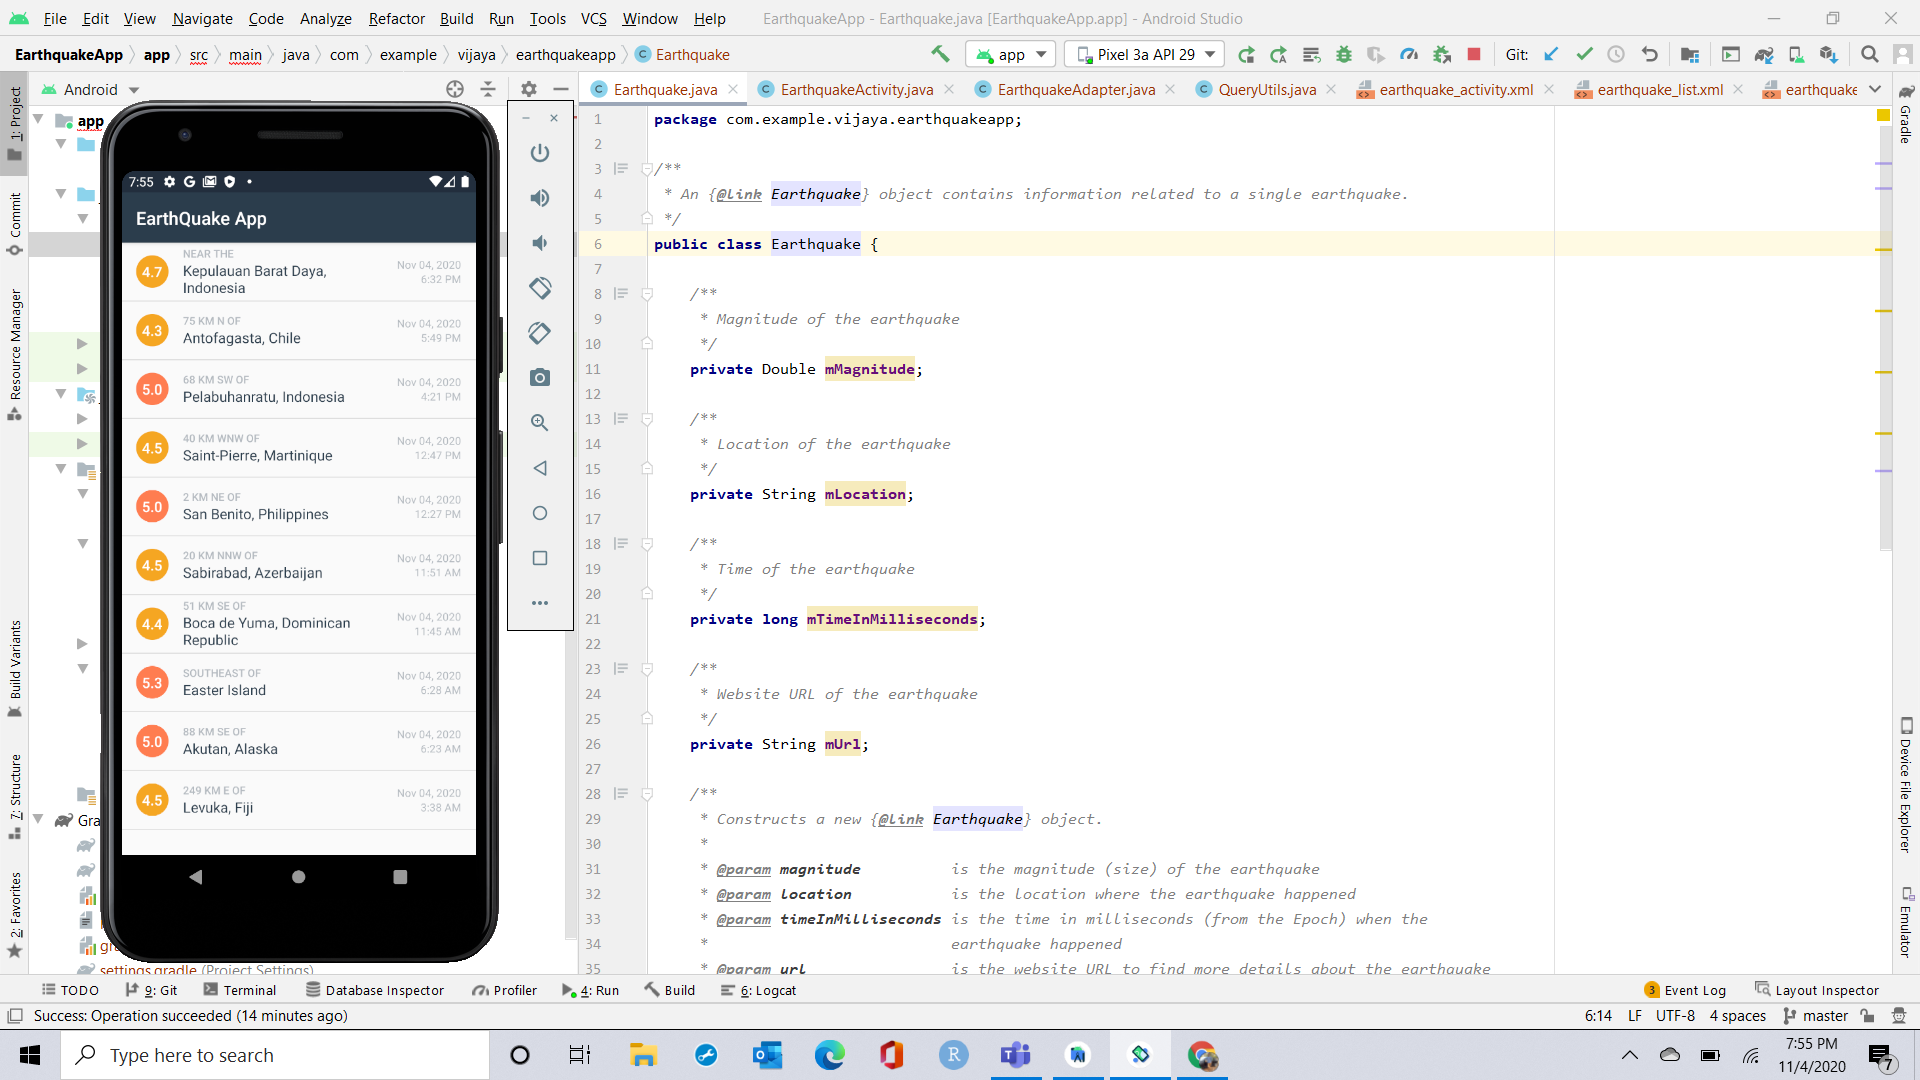 File Edit View Navigate Code Analyze Refactor Build Run Tools VCS Window Help EarthquakeApp - Earthquake.java [EarthquakeApp.app] - Android Studio
EarthquakeApp app src main java com example vijaya earthquakeapp Earthquake app Pixel 3a API 29 Git:
Android Earthquake.java EarthquakeActivity.java EarthquakeAdapter.java QueryUtils.java earthquake_activity.xml earthquake_list.xml earthquake
1: Project
Commit
Resource Manager
Build Variants
7: Structure
2: Favorites
app
Gra
settings.gradle (Project Settings)
7:55
EarthQuake App
4.7 NEAR THE
Kepulauan Barat Daya,
Indonesia
Nov 04, 2020
6:32 PM
4.3 75 KM N OF
Antofagasta, Chile
Nov 04, 2020
5:49 PM
5.0 68 KM SW OF
Pelabuhanratu, Indonesia
Nov 04, 2020
4:21 PM
4.5 40 KM WNW OF
Saint-Pierre, Martinique
Nov 04, 2020
12:47 PM
5.0 2 KM NE OF
San Benito, Philippines
Nov 04, 2020
12:27 PM
4.5 20 KM NNW OF
Sabirabad, Azerbaijan
Nov 04, 2020
11:51 AM
4.4 51 KM SE OF
Boca de Yuma, Dominican
Republic
Nov 04, 2020
11:45 AM
5.3 SOUTHEAST OF
Easter Island
Nov 04, 2020
6:28 AM
5.0 88 KM SE OF
Akutan, Alaska
Nov 04, 2020
6:23 AM
4.5 249 KM E OF
Levuka, Fiji
Nov 04, 2020
3:38 AM
1 package com.example.vijaya.earthquakeapp;
2
3 /**
4 * An {@link Earthquake} object contains information related to a single earthquake.
5 */
6 public class Earthquake {
7
8 /**
9 * Magnitude of the earthquake
10 */
11 private Double mMagnitude;
12
13 /**
14 * Location of the earthquake
15 */
16 private String mLocation;
17
18 /**
19 * Time of the earthquake
20 */
21 private long mTimeInMilliseconds;
22
23 /**
24 * Website URL of the earthquake
25 */
26 private String mUrl;
27
28 /**
29 * Constructs a new {@link Earthquake} object.
30 *
31 * @param magnitude is the magnitude (size) of the earthquake
32 * @param location is the location where the earthquake happened
33 * @param timeInMilliseconds is the time in milliseconds (from the Epoch) when the
34 * earthquake happened
35 * @param url is the website URL to find more details about the earthquake
Gradle
Device File Explorer
Emulator
TODO 9: Git Terminal Database Inspector Profiler 4: Run Build 6: Logcat 3 Event Log Layout Inspector
Success: Operation succeeded (14 minutes ago) 6:14 LF UTF-8 4 spaces master
Type here to search
7:55 PM
11/4/2020
7